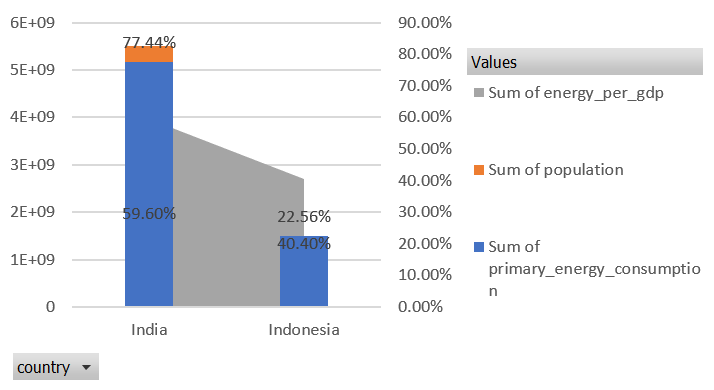 6E+09
5E+09
4E+09
3E+09
2E+09
1E+09
0
77.44%
59.60%
22.56%
40.40%
90.00%
80.00%
70.00%
60.00%
50.00%
40.00%
30.00%
20.00%
10.00%
0.00%
India
Indonesia
Values
Sum of energy_per_gdp
Sum of population
Sum of
primary_energy_consumptio
n
country